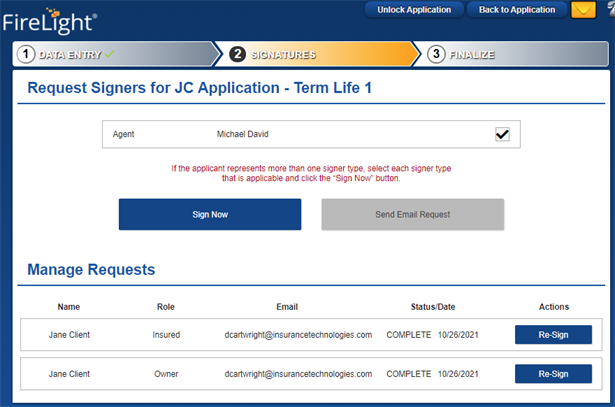 FireLight®
Unlock Application
Back to Application
1 DATA ENTRY
2 SIGNATURES
3 FINALIZE
Request Signers for JC Application - Term Life 1
Agent Michael David
If the applicant represents more than one signer type, select each signer type
that is applicable and click the “Sign Now” button.
Sign Now
Send Email Request
Manage Requests
Name Role Email Status/Date Actions
Jane Client Insured dcartwright@insurancetechnologies.com COMPLETE 10/26/2021 Re-Sign
Jane Client Owner dcartwright@insurancetechnologies.com COMPLETE 10/26/2021 Re-Sign